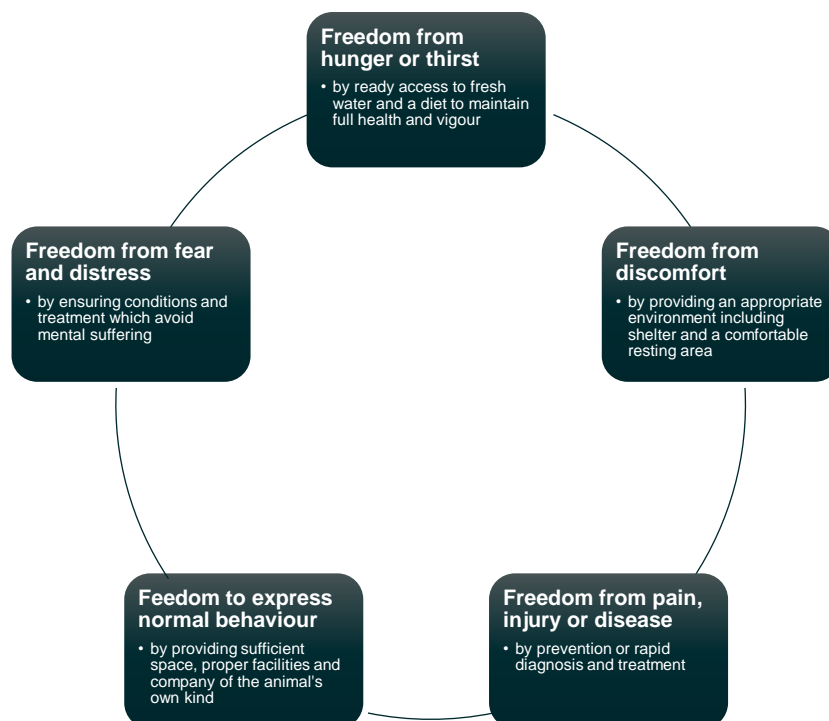 Freedom from
hunger or thirst
• by ready access to fresh
water and a diet to maintain
full health and vigour
Freedom from
discomfort
• by providing an appropriate
environment including
shelter and a comfortable
resting area
Freedom from pain,
injury or disease
• by prevention or rapid
diagnosis and treatment
Feedom to express
normal behaviour
• by providing sufficient
space, proper facilities and
company of the animal's
own kind
Freedom from fear
and distress
• by ensuring conditions and
treatment which avoid
mental suffering